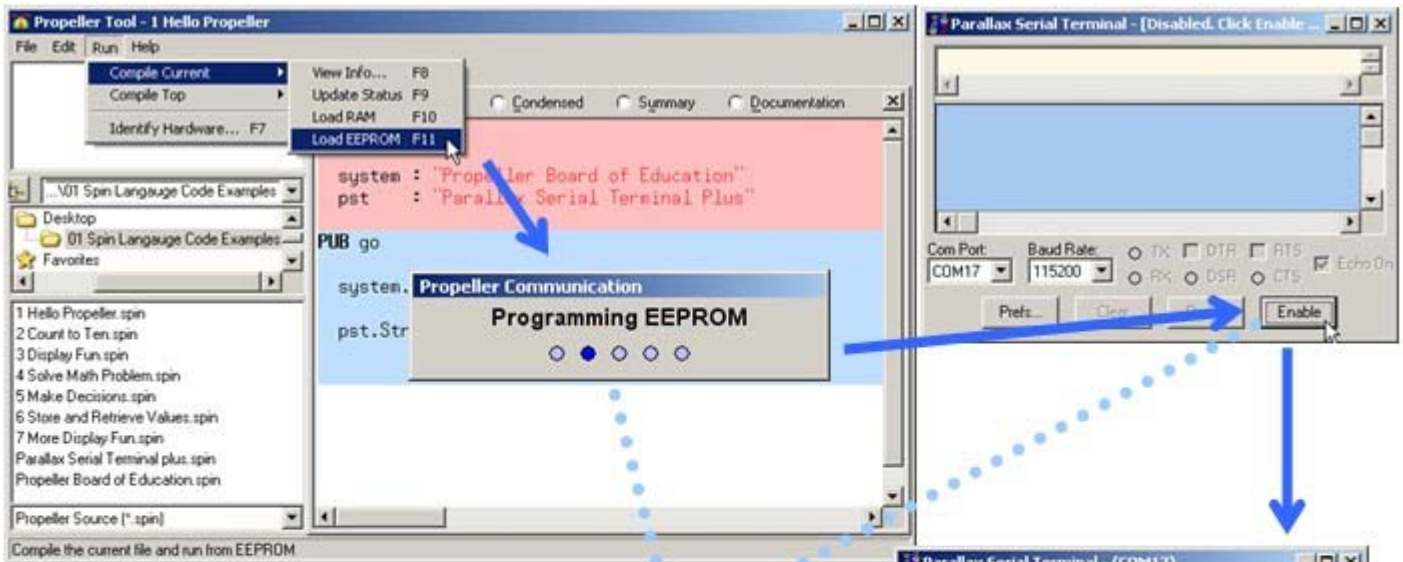 Propeller Tool - 1 Hello Propeller
File Edit Run Help
Compile Current
Compile Top
Identify Hardware... F7
View Info... F8
Update Status F9
Load RAM F10
Load EEPROM F11
Condensed Summary Documentation
system : "Propeller Board of Education"
pst : "Parallax Serial Terminal Plus"
...\01 Spin Langauge Code Examples
Desktop
01 Spin Langauge Code Examples
Favorites
PUB go
system.
pst.Str
Propeller Communication
Programming EEPROM
1 Hello Propeller.spin
2 Count to Ten.spin
3 Display Fun.spin
4 Solve Math Problem.spin
5 Make Decisions.spin
6 Store and Retrieve Values.spin
7 More Display Fun.spin
Parallax Serial Terminal plus.spin
Propeller Board of Education.spin
Propeller Source (*.spin)
Compile the current file and run from EEPROM
Parallax Serial Terminal - [Disabled. Click Enable ...
Com Port: Baud Rate:
COM17 115200
TX DTR RTS
RX DSR CTS
Echo On
Prefs... Clear Enable
Parallax Serial Terminal - (COM17)